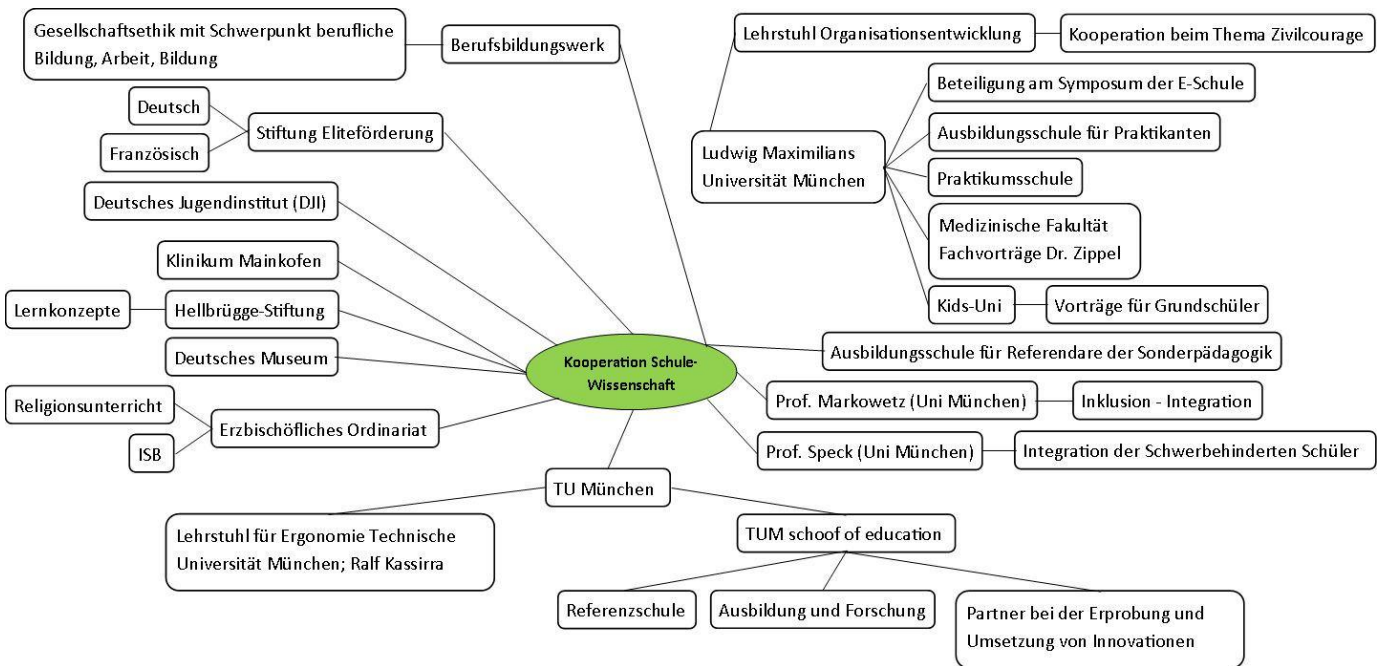 Gesellschaftsethik mit Schwerpunkt berufliche
Bildung, Arbeit, Bildung
Berufsbildungswerk
Deutsch
Französisch
Stiftung Eliteförderung
Deutsches Jugendinstitut (DJI)
Klinikum Mainkofen
Lernkonzepte
Hellbrügge-Stiftung
Deutsches Museum
Religionsunterricht
ISB
Erzbischöfliches Ordinariat
Kooperation Schule-
Wissenschaft
Lehrstuhl Organisationsentwicklung
Kooperation beim Thema Zivilcourage
Ludwig Maximilians
Universität München
Beteiligung am Symposum der E-Schule
Ausbildungsschule für Praktikanten
Praktikumsschule
Medizinische Fakultät
Fachvorträge Dr. Zippel
Kids-Uni
Vorträge für Grundschüler
Ausbildungsschule für Referendare der Sonderpädagogik
Prof. Markowetz (Uni München)
Inklusion - Integration
Prof. Speck (Uni München)
Integration der Schwerbehinderten Schüler
TU München
Lehrstuhl für Ergonomie Technische
Universität München; Ralf Kassirra
TUM schoof of education
Referenzschule
Ausbildung und Forschung
Partner bei der Erprobung und
Umsetzung von Innovationen